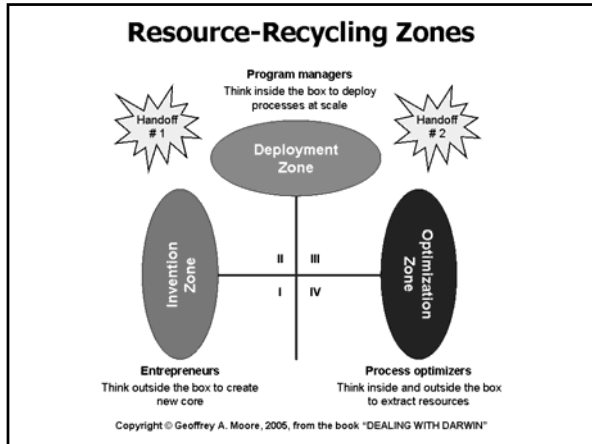 Resource-Recycling Zones
Program managers
Think inside the box to deploy
processes at scale
Handoff
# 1
Handoff
# 2
Deployment
Zone
Invention
Zone
Optimization
Zone
II
III
I
IV
Entrepreneurs
Think outside the box to create
new core
Process optimizers
Think inside and outside the box
to extract resources
Copyright © Geoffrey A. Moore, 2005, from the book "DEALING WITH DARWIN"